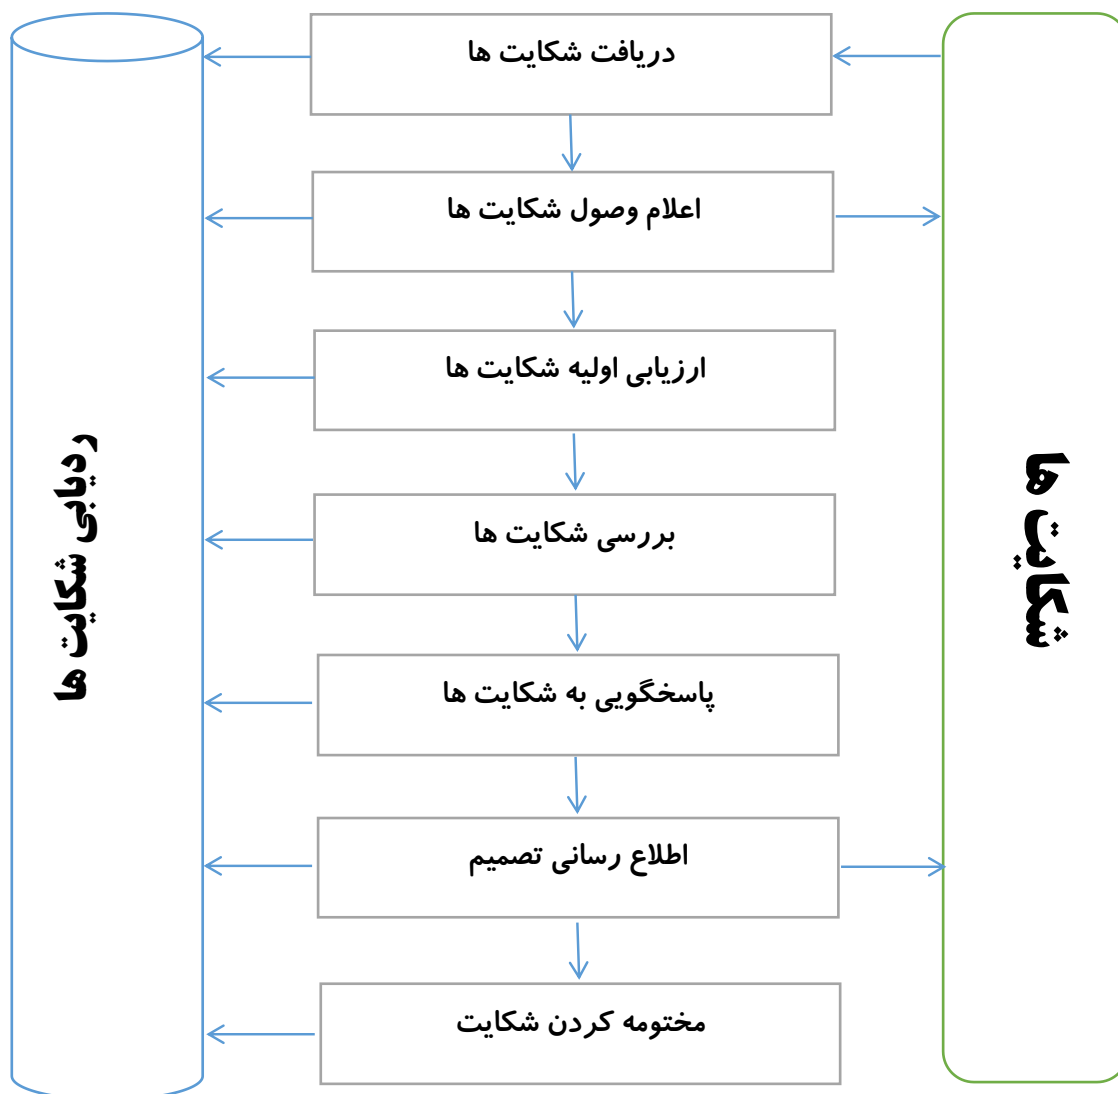 دریافت شکایت ها
اعلام وصول شکایت ها
ارزیابی اولیه شکایت ها
بررسی شکایت ها
پاسخگویی به شکایت ها
اطلاع رسانی تصمیم
مختومه کردن شکایت
شکایت ها
ردیابی شکایت ها